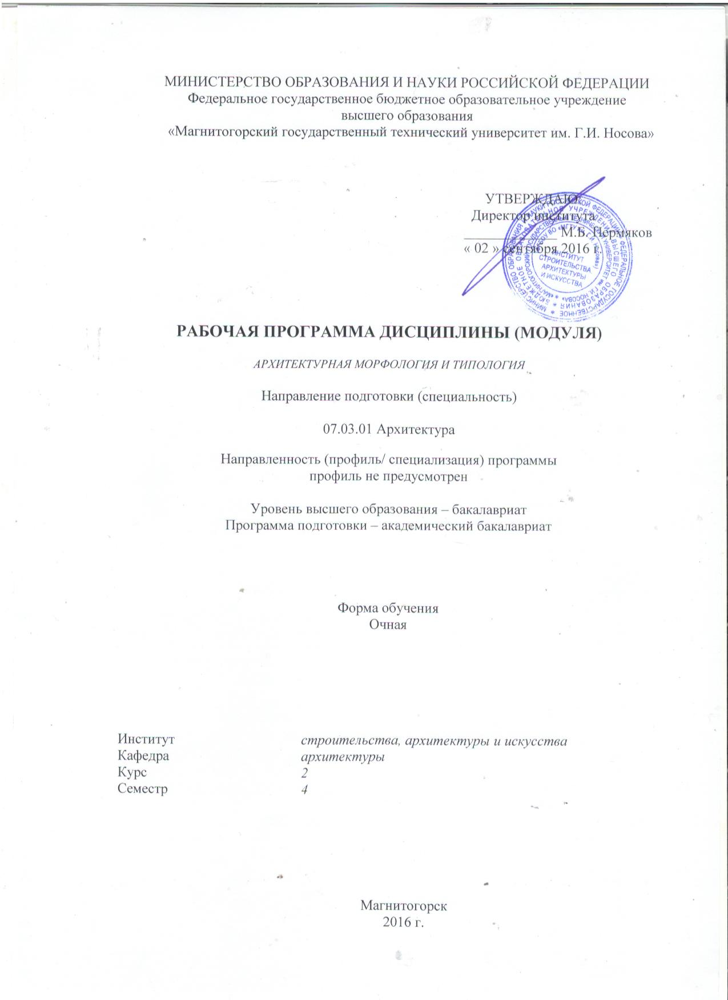 МИНИСТЕРСТВО ОБРАЗОВАНИЯ И НАУКИ РОССИЙСКОЙ ФЕДЕРАЦИИ
Федеральное государственное бюджетное образовательное учреждение
высшего образования
«Магнитогорский государственный технический университет им. Г.И. Носова»
УТВЕРЖДАЮ:
Директор института
_____________ М.Б. Пермяков
« 02 » сентября 2016 г.
ИНСТИТУТ
СТРОИТЕЛЬСТВА
АРХИТЕКТУРЫ
И ИСКУССТВА
РАБОЧАЯ ПРОГРАММА ДИСЦИПЛИНЫ (МОДУЛЯ)
АРХИТЕКТУРНАЯ МОРФОЛОГИЯ И ТИПОЛОГИЯ
Направление подготовки (специальность)
07.03.01 Архитектура
Направленность (профиль/ специализация) программы
профиль не предусмотрен
Уровень высшего образования – бакалавриат
Программа подготовки – академический бакалавриат
Форма обучения
Очная
Институт строительства, архитектуры и искусства
Кафедра архитектуры
Курс 2
Семестр 4
Магнитогорск
2016 г.